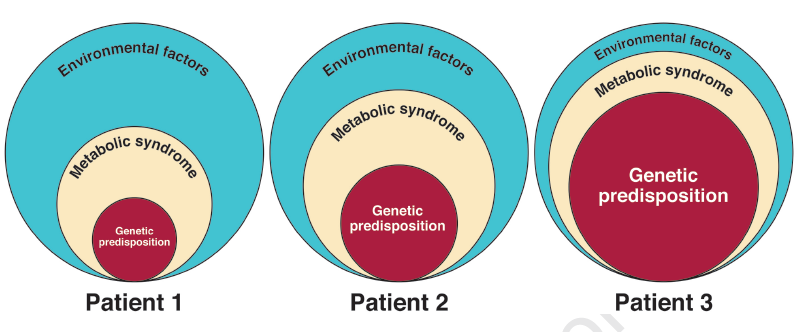 Environmental factors
Metabolic syndrome
Genetic
predisposition
Patient 1
Environmental factors
Metabolic syndrome
Genetic
predisposition
Patient 2
Environmental factors
Metabolic syndrome
Genetic
predisposition
Patient 3